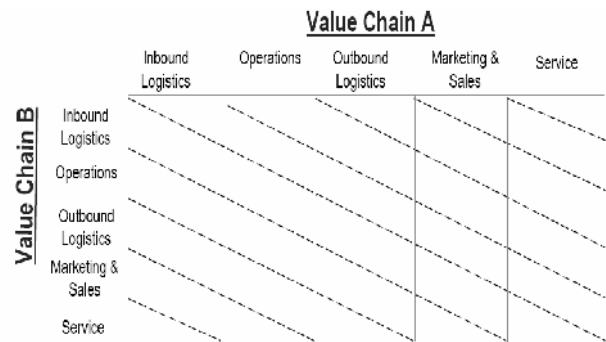 Value Chain A
Inbound
Logistics
Operations
Outbound
Logistics
Marketing &
Sales
Service
Value Chain B
Inbound
Logistics
Operations
Outbound
Logistics
Marketing &
Sales
Service